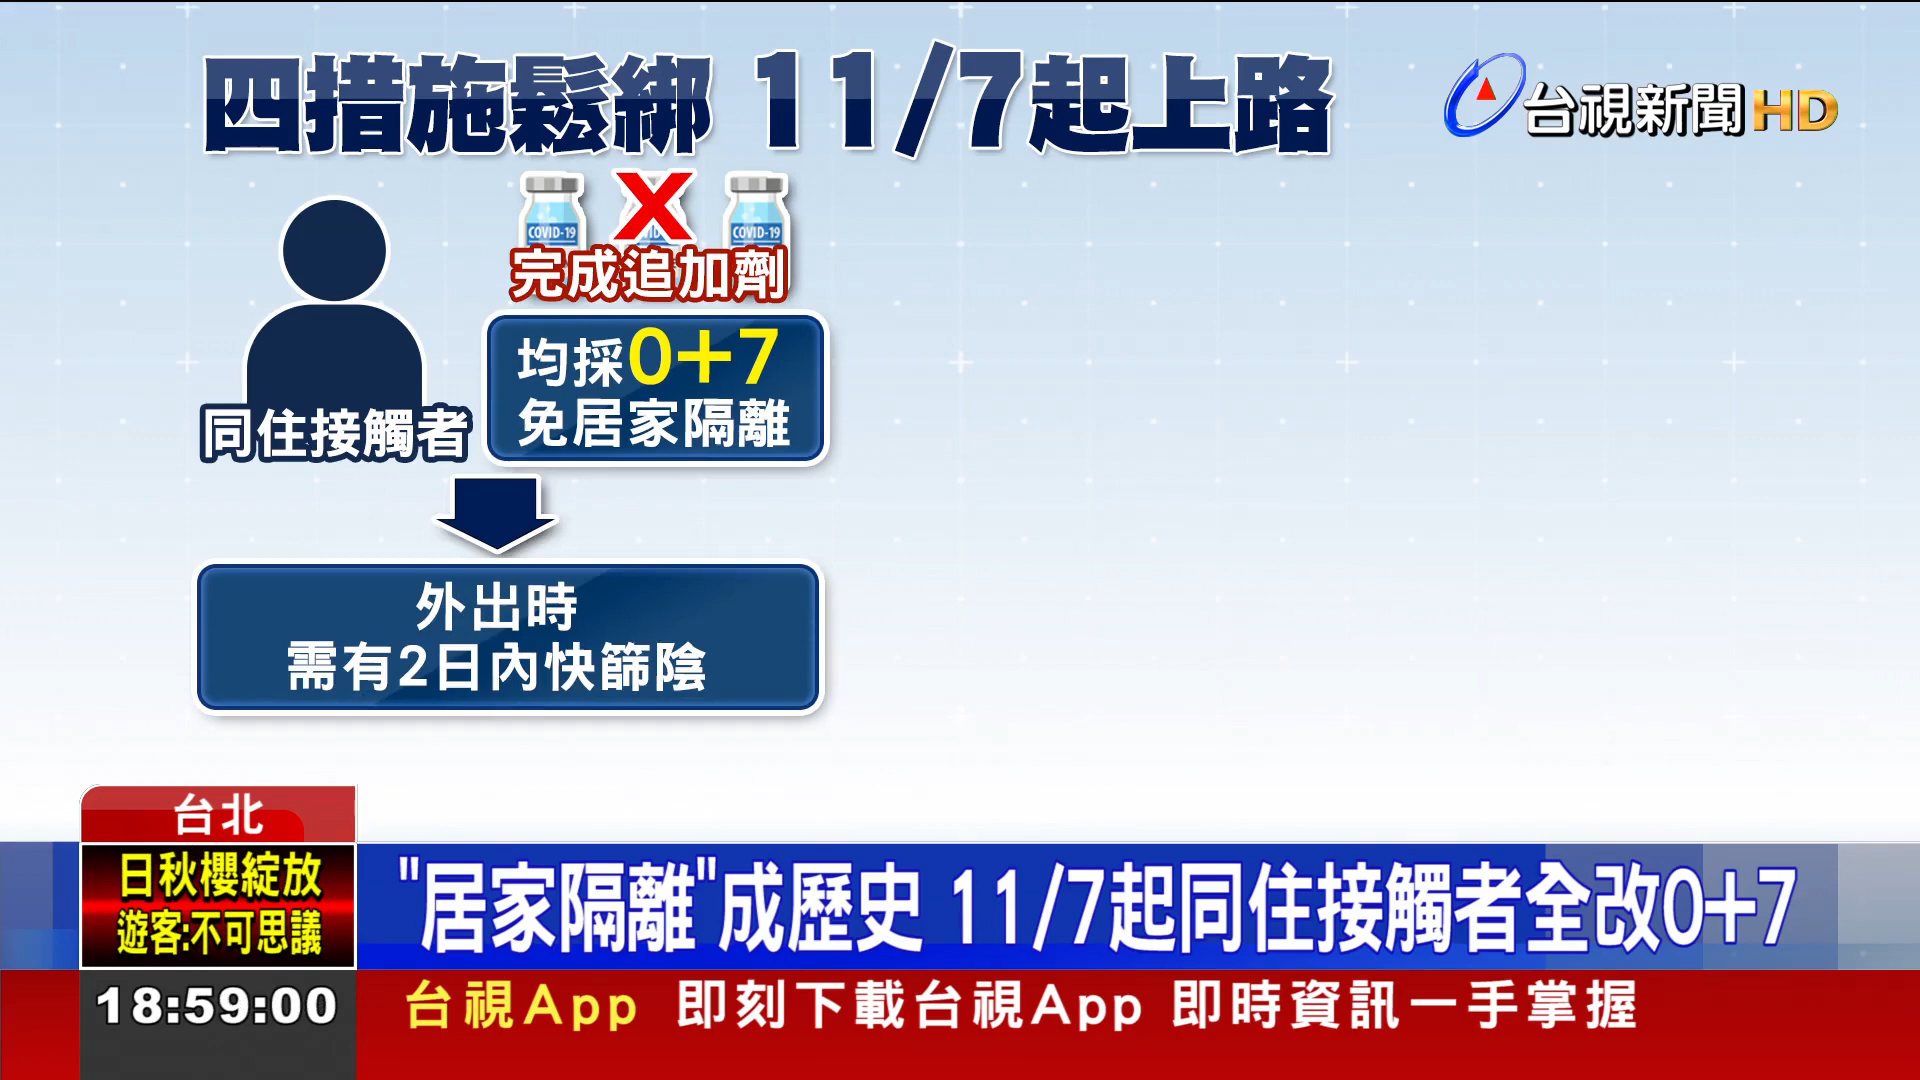 四措施鬆綁 11/7起上路
台視新聞HD
COVID-19
COVID-19
完成追加劑
均採0+7
免居家隔離
同住接觸者
外出時
需有2日內快篩陰
台北
日秋櫻綻放
遊客:不可思議
"居家隔離"成歷史 11/7起同住接觸者全改0+7
18:59:00
台視App 即刻下載台視App 即時資訊一手掌握